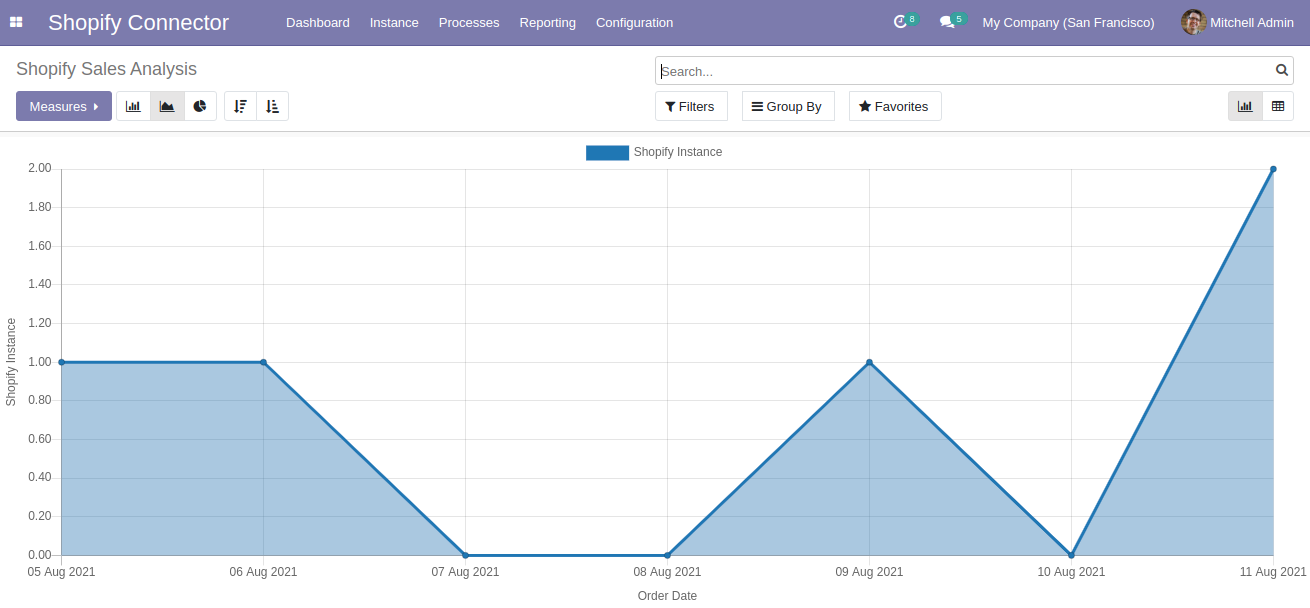 Shopify Connector Dashboard Instance Processes Reporting Configuration 8 5 My Company (San Francisco) Mitchell Admin
Shopify Sales Analysis
Search...
Measures Filters Group By Favorites
Shopify Instance
2.00
1.80
1.60
1.40
1.20
1.00
0.80
0.60
0.40
0.20
0.00
Shopify Instance
05 Aug 2021 06 Aug 2021 07 Aug 2021 08 Aug 2021 09 Aug 2021 10 Aug 2021 11 Aug 2021
Order Date